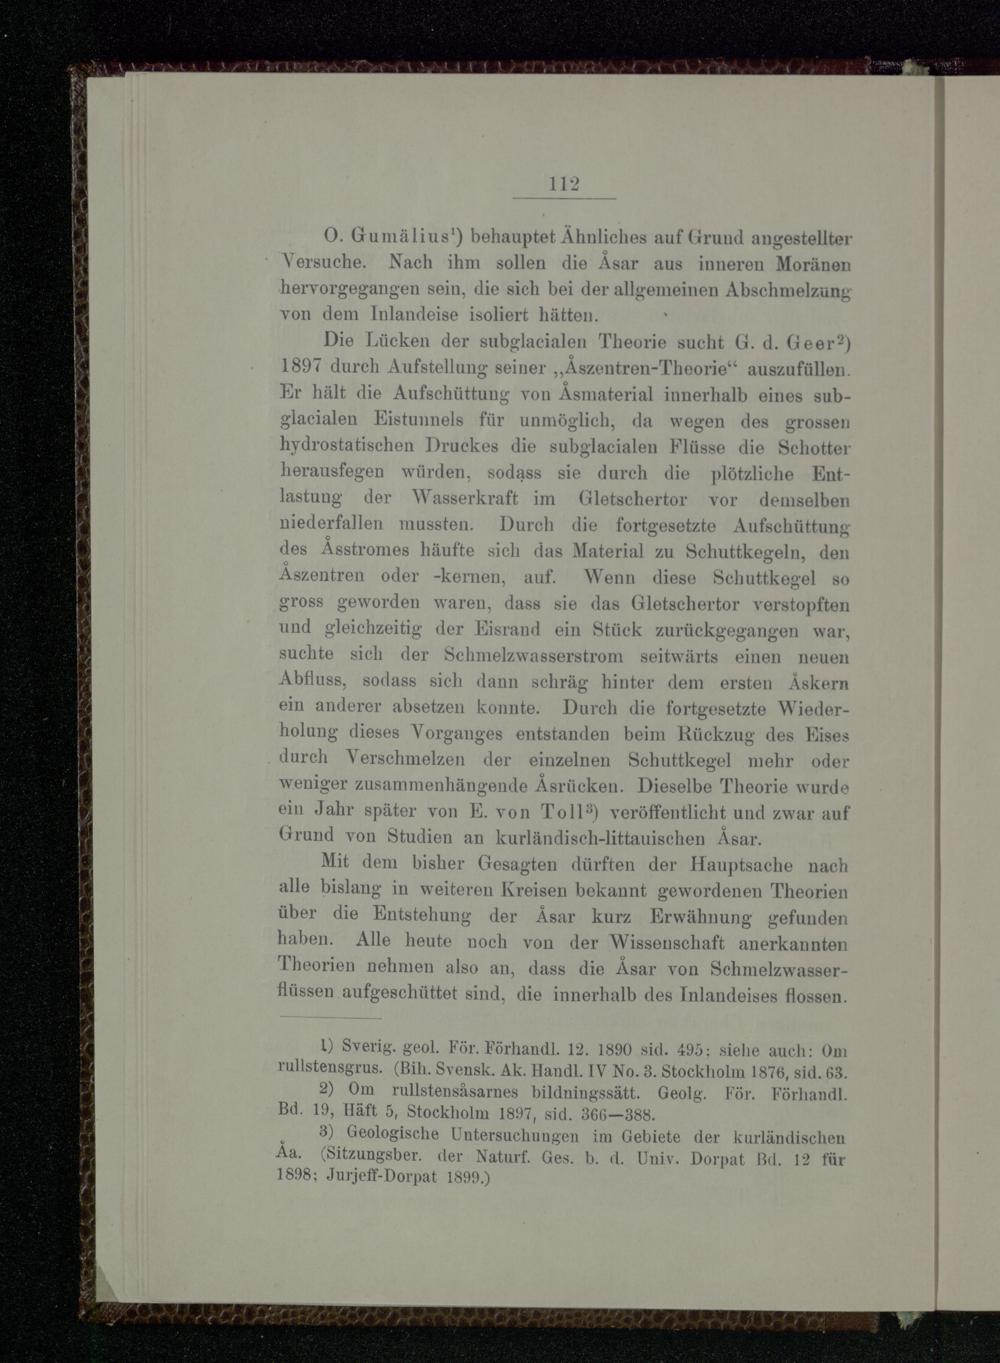 112
O. Gumälius¹) behauptet Ähnliches auf Grund angestellter
Versuche. Nach ihm sollen die Åsar aus inneren Moränen
hervorgegangen sein, die sich bei der allgemeinen Abschmelzung
von dem Inlandeise isoliert hätten.
Die Lücken der subglacialen Theorie sucht G. d. Geer²)
1897 durch Aufstellung seiner „Åszentren-Theorie“ auszufüllen.
Er hält die Aufschüttung von Åsmaterial innerhalb eines sub-
glacialen Eistunnels für unmöglich, da wegen des grossen
hydrostatischen Druckes die subglacialen Flüsse die Schotter
herausfegen würden, sodass sie durch die plötzliche Ent-
lastung der Wasserkraft im Gletschertor vor demselben
niederfallen mussten. Durch die fortgesetzte Aufschüttung
des Åsstromes häufte sich das Material zu Schuttkegeln, den
Åszentren oder -kernen, auf. Wenn diese Schuttkegel so
gross geworden waren, dass sie das Gletschertor verstopften
und gleichzeitig der Eisrand ein Stück zurückgegangen war,
suchte sich der Schmelzwasserstrom seitwärts einen neuen
Abfluss, sodass sich dann schräg hinter dem ersten Åskern
ein anderer absetzen konnte. Durch die fortgesetzte Wieder-
holung dieses Vorganges entstanden beim Rückzug des Eises
durch Verschmelzen der einzelnen Schuttkegel mehr oder
weniger zusammenhängende Åsrücken. Dieselbe Theorie wurde
ein Jahr später von E. von Toll³) veröffentlicht und zwar auf
Grund von Studien an kurländisch-littauischen Åsar.
Mit dem bisher Gesagten dürften der Hauptsache nach
alle bislang in weiteren Kreisen bekannt gewordenen Theorien
über die Entstehung der Åsar kurz Erwähnung gefunden
haben. Alle heute noch von der Wissenschaft anerkannten
Theorien nehmen also an, dass die Åsar von Schmelzwasser-
flüssen aufgeschüttet sind, die innerhalb des Inlandeises flossen.
1) Sverig. geol. För. Förhandl. 12. 1890 sid. 495; siehe auch: Om
rullstensgrus. (Bih. Svensk. Ak. Handl. IV No. 3. Stockholm 1876, sid. 63.
2) Om rullstensåsarnes bildningssätt. Geolg. För. Förhandl.
Bd. 19, Häft 5, Stockholm 1897, sid. 366—388.
3) Geologische Untersuchungen im Gebiete der kurländischen
Åa. (Sitzungsber. der Naturf. Ges. b. d. Univ. Dorpat Bd. 12 für
1898; Jurjeff-Dorpat 1899.)